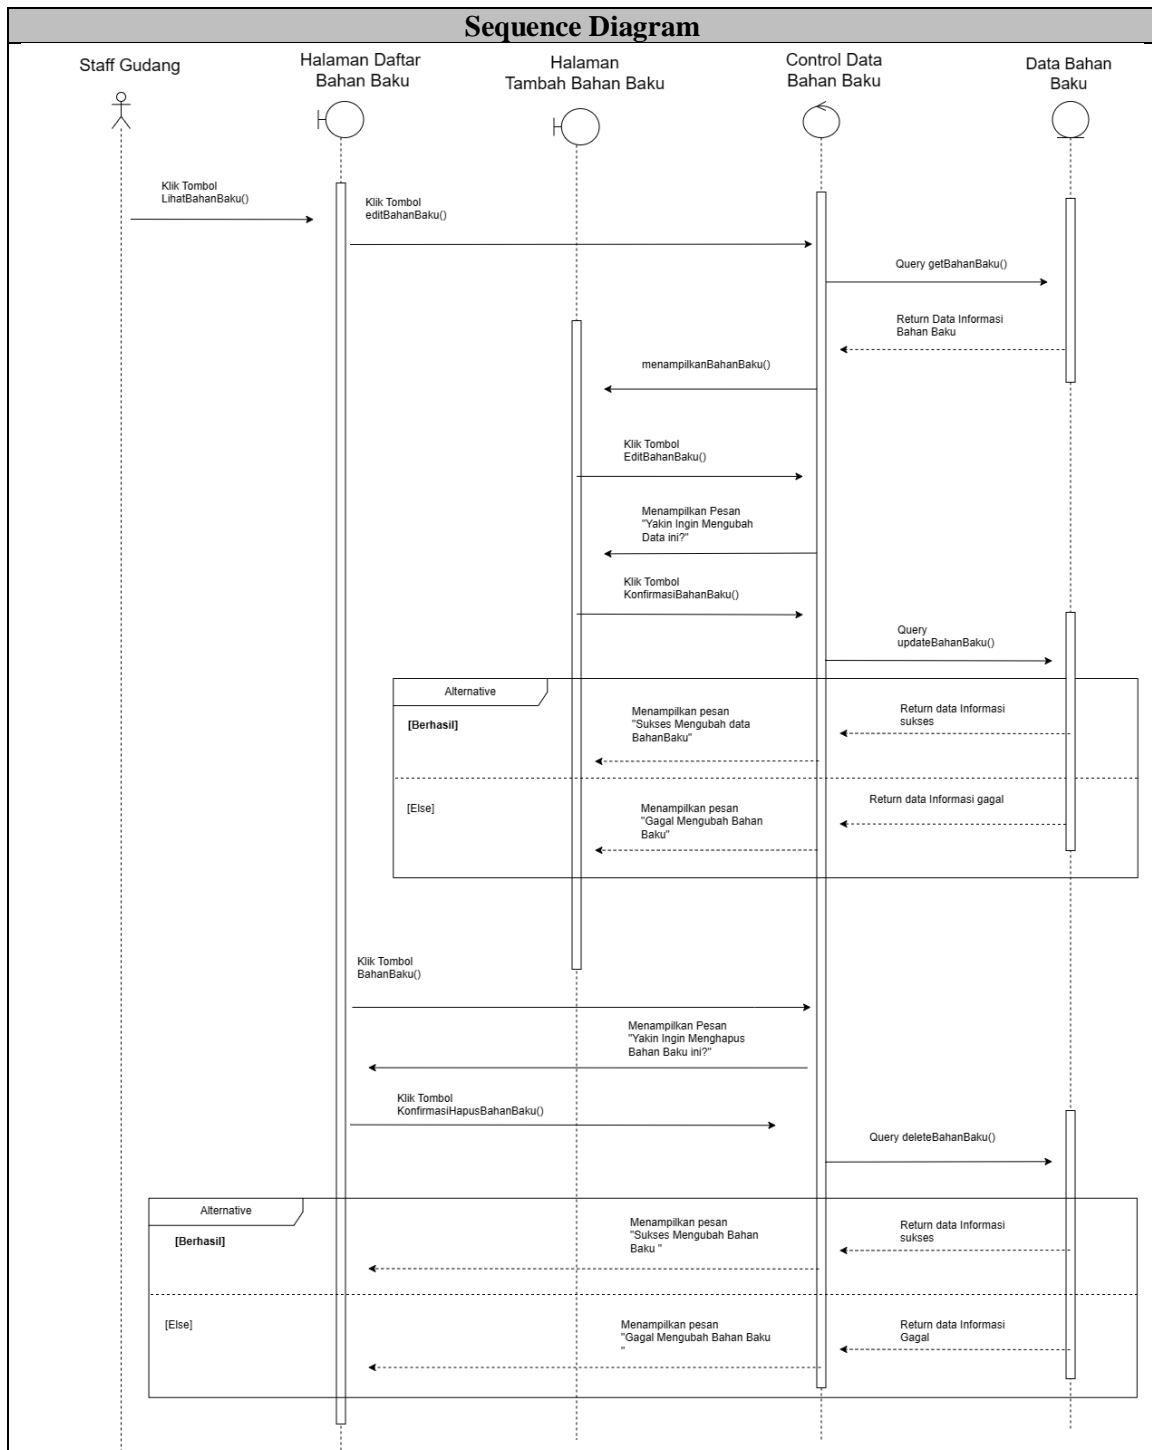 Sequence Diagram
Staff Gudang
Halaman Daftar
Bahan Baku
Halaman
Tambah Bahan Baku
Control Data
Bahan Baku
Data Bahan
Baku
Klik Tombol
LihatBahanBaku()
Klik Tombol
editBahanBaku()
Query getBahanBaku()
Return Data Informasi
Bahan Baku
menampilkanBahanBaku()
Klik Tombol
EditBahanBaku()
Menampilkan Pesan
"Yakin Ingin Mengubah
Data ini?"
Klik Tombol
KonfirmasiBahanBaku()
Query
updateBahanBaku()
Alternative
[Berhasil]
Menampilkan pesan
"Sukses Mengubah data
BahanBaku"
Return data Informasi
sukses
[Else]
Menampilkan pesan
"Gagal Mengubah Bahan
Baku"
Return data Informasi gagal
Klik Tombol
BahanBaku()
Menampilkan Pesan
"Yakin Ingin Menghapus
Bahan Baku ini?"
Klik Tombol
KonfirmasiHapusBahanBaku()
Query deleteBahanBaku()
Alternative
[Berhasil]
Menampilkan pesan
"Sukses Mengubah Bahan
Baku "
Return data Informasi
sukses
[Else]
Menampilkan pesan
"Gagal Mengubah Bahan Baku
"
Return data Informasi
Gagal